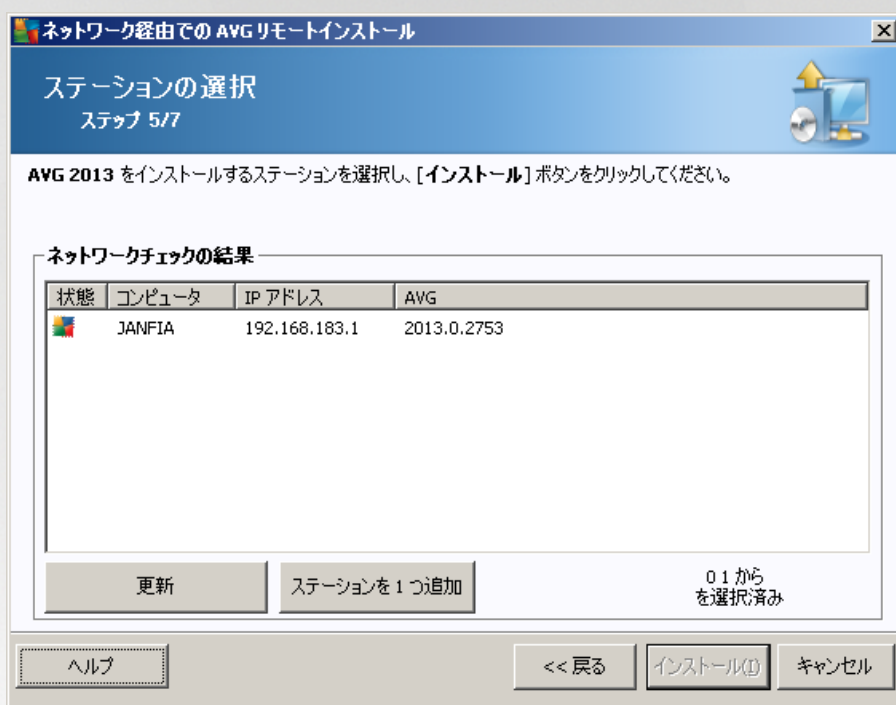 ネットワーク経由での AVG リモートインストール
ステーションの選択
ステップ 5/7
AVG 2013 をインストールするステーションを選択し、[インストール] ボタンをクリックしてください。
ネットワークチェックの結果
状態 コンピュータ IP アドレス AVG
JANFIA 192.168.183.1 2013.0.2753
更新 ステーションを 1 つ追加 0 1 から
を選択済み
ヘルプ << 戻る インストール(I) キャンセル